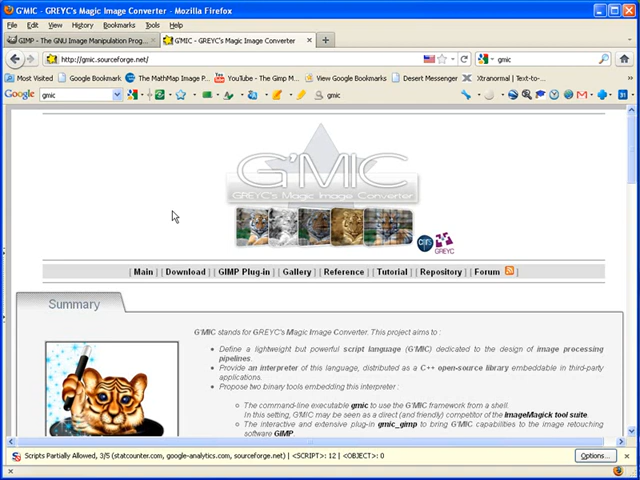 G'MIC - GREYC's Magic Image Converter - Mozilla Firefox
File Edit View History Bookmarks Tools Help
GIMP - The GNU Image Manipulation Prog...
G'MIC - GREYC's Magic Image Converter
http://gmic.sourceforge.net/
gmic
Most Visited Google Bookmark The MathMap Image P... YouTube - The Gimp M... View Google Bookmarks Desert Messenger Xtranormal | Text-to-...
Google gmic gmic
G'MIC
GREYC's Magic Image Converter
cnrs GREYC
[ Main ] [ Download ] [ GIMP Plug-in ] [ Gallery ] [ Reference ] [ Tutorial ] [ Repository ] [ Forum ]
Summary
G'MIC stands for GREYC's Magic Image Converter. This project aims to :
Define a lightweight but powerful script language (G'MIC) dedicated to the design of image processing
pipelines.
Provide an interpreter of this language, distributed as a C++ open-source library embeddable in third-party
applications.
Propose two binary tools embedding this interpreter :
The command-line executable gmic to use the G'MIC framework from a shell.
In this setting, G'MIC may be seen as a direct (and friendly) competitor of the ImageMagick tool suite.
The interactive and extensive plug-in gmic_gimp to bring G'MIC capabilities to the image retouching
software GIMP.
Scripts Partially Allowed, 3/5 (statcounter.com, google-analytics.com, sourceforge.net) | <SCRIPT>: 12 | <OBJECT>: 0
Options...